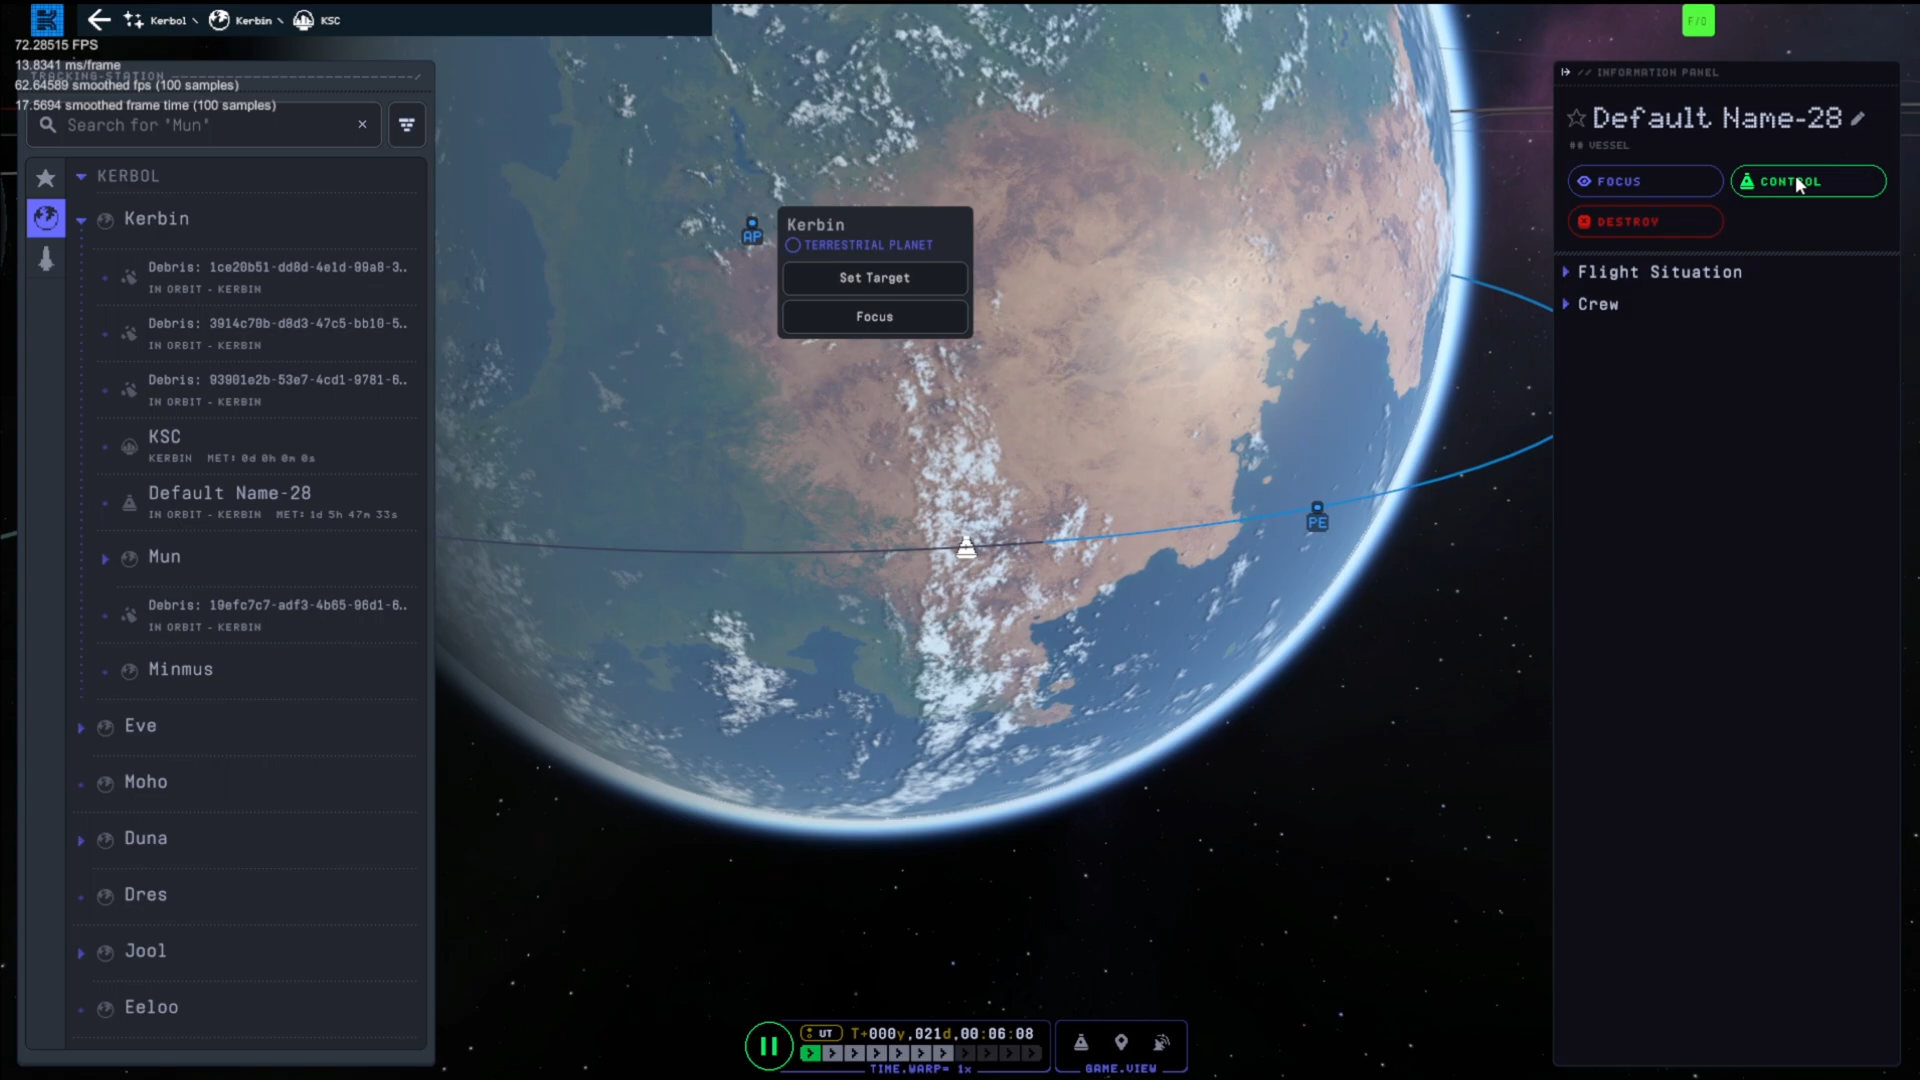 Kerbol \ Kerbin \ KSC
F/O
72.28515 FPS
13.8341 ms/frame
TRACKING-STATION
62.64589 smoothed fps (100 samples)
17.5694 smoothed frame time (100 samples)
Search for "Mun"
KERBOL
Kerbin
Debris: 1ce20b51-dd8d-4e1d-99a8-3..
IN ORBIT - KERBIN
Debris: 3914c70b-d8d3-47c5-bb10-5..
IN ORBIT - KERBIN
Debris: 93901e2b-53e7-4cd1-9781-6..
IN ORBIT - KERBIN
KSC
KERBIN MET: 0d 0h 0m 0s
Default Name-28
IN ORBIT - KERBIN MET: 1d 5h 47m 33s
Mun
Debris: 19efc7c7-adf3-4b65-96d1-6..
IN ORBIT - KERBIN
Minmus
Eve
Moho
Duna
Dres
Jool
Eeloo
AP
Kerbin
TERRESTRIAL PLANET
Set Target
Focus
PE
// INFORMATION PANEL
Default Name-28
VESSEL
FOCUS
CONTROL
DESTROY
Flight Situation
Crew
UT T+000y,021d,00:06:08
TIME.WARP= 1x
GAME.VIEW